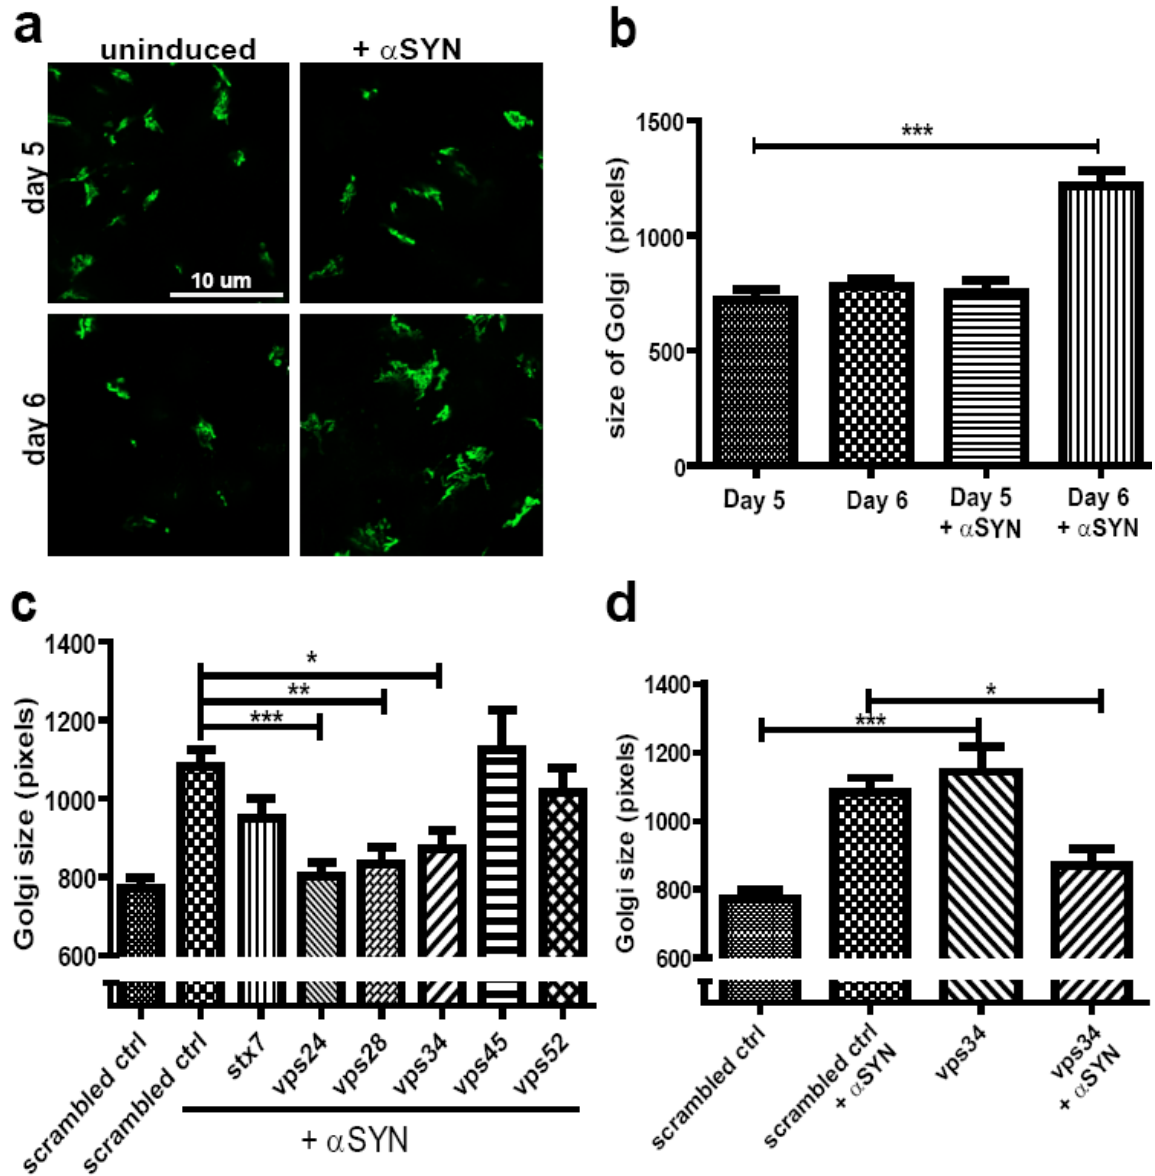 a
uninduced
+ αSYN
day 5
10 um
day 6
b
size of Golgi (pixels)
1500
1000
500
0
***
Day 5
Day 6
Day 5
+ αSYN
Day 6
+ αSYN
c
Golgi size (pixels)
1400
1200
1000
800
600
*
**
***
scrambled ctrl
scrambled ctrl
stx7
vps24
vps28
vps34
vps45
vps52
+ αSYN
d
Golgi size (pixels)
1400
1200
1000
800
600
*
***
scrambled ctrl
scrambled ctrl
+ αSYN
vps34
vps34
+ αSYN